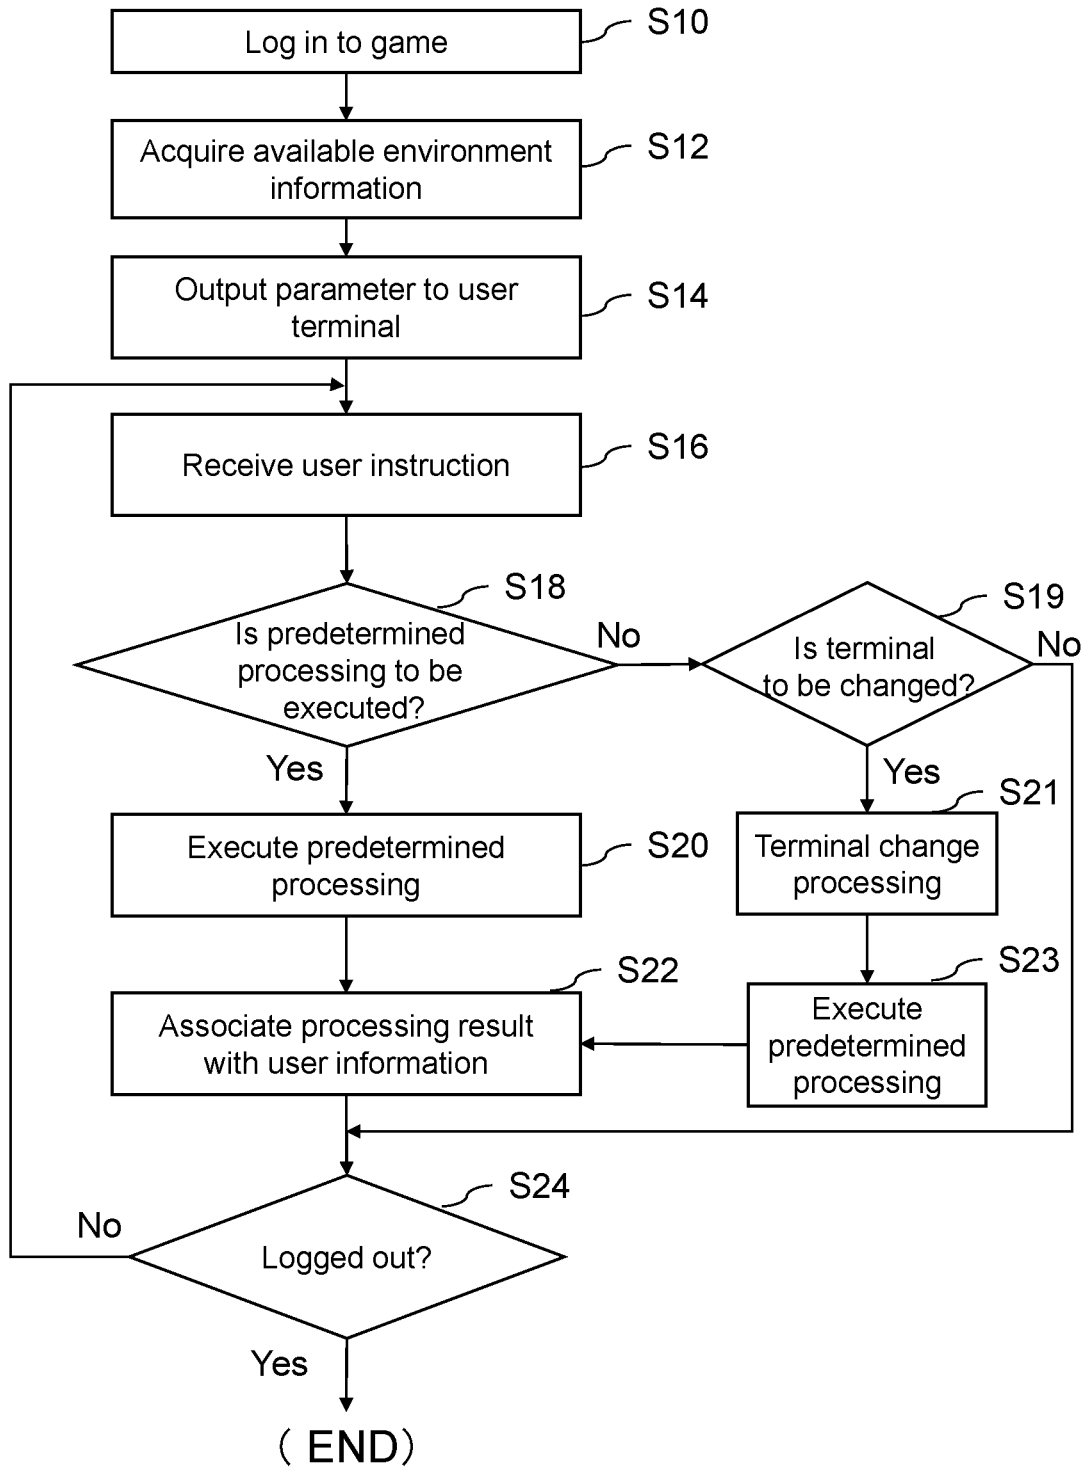 Log in to game
S10
Acquire available environment
information
S12
Output parameter to user
terminal
S14
Receive user instruction
S16
Is predetermined
processing to be
executed?
S18
No
Is terminal
to be changed?
S19
No
Yes
Yes
Execute predetermined
processing
S20
Terminal change
processing
S21
Associate processing result
with user information
S22
Execute
predetermined
processing
S23
Logged out?
S24
No
Yes
( END )